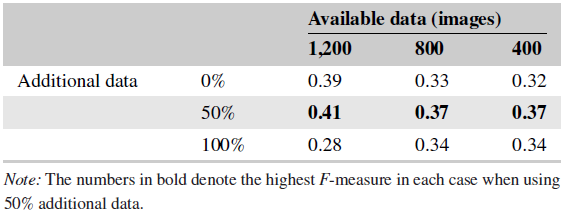 Available data (images)
1,200 800 400
Additional data 0% 0.39 0.33 0.32
50% 0.41 0.37 0.37
100% 0.28 0.34 0.34
Note: The numbers in bold denote the highest F-measure in each case when using
50% additional data.